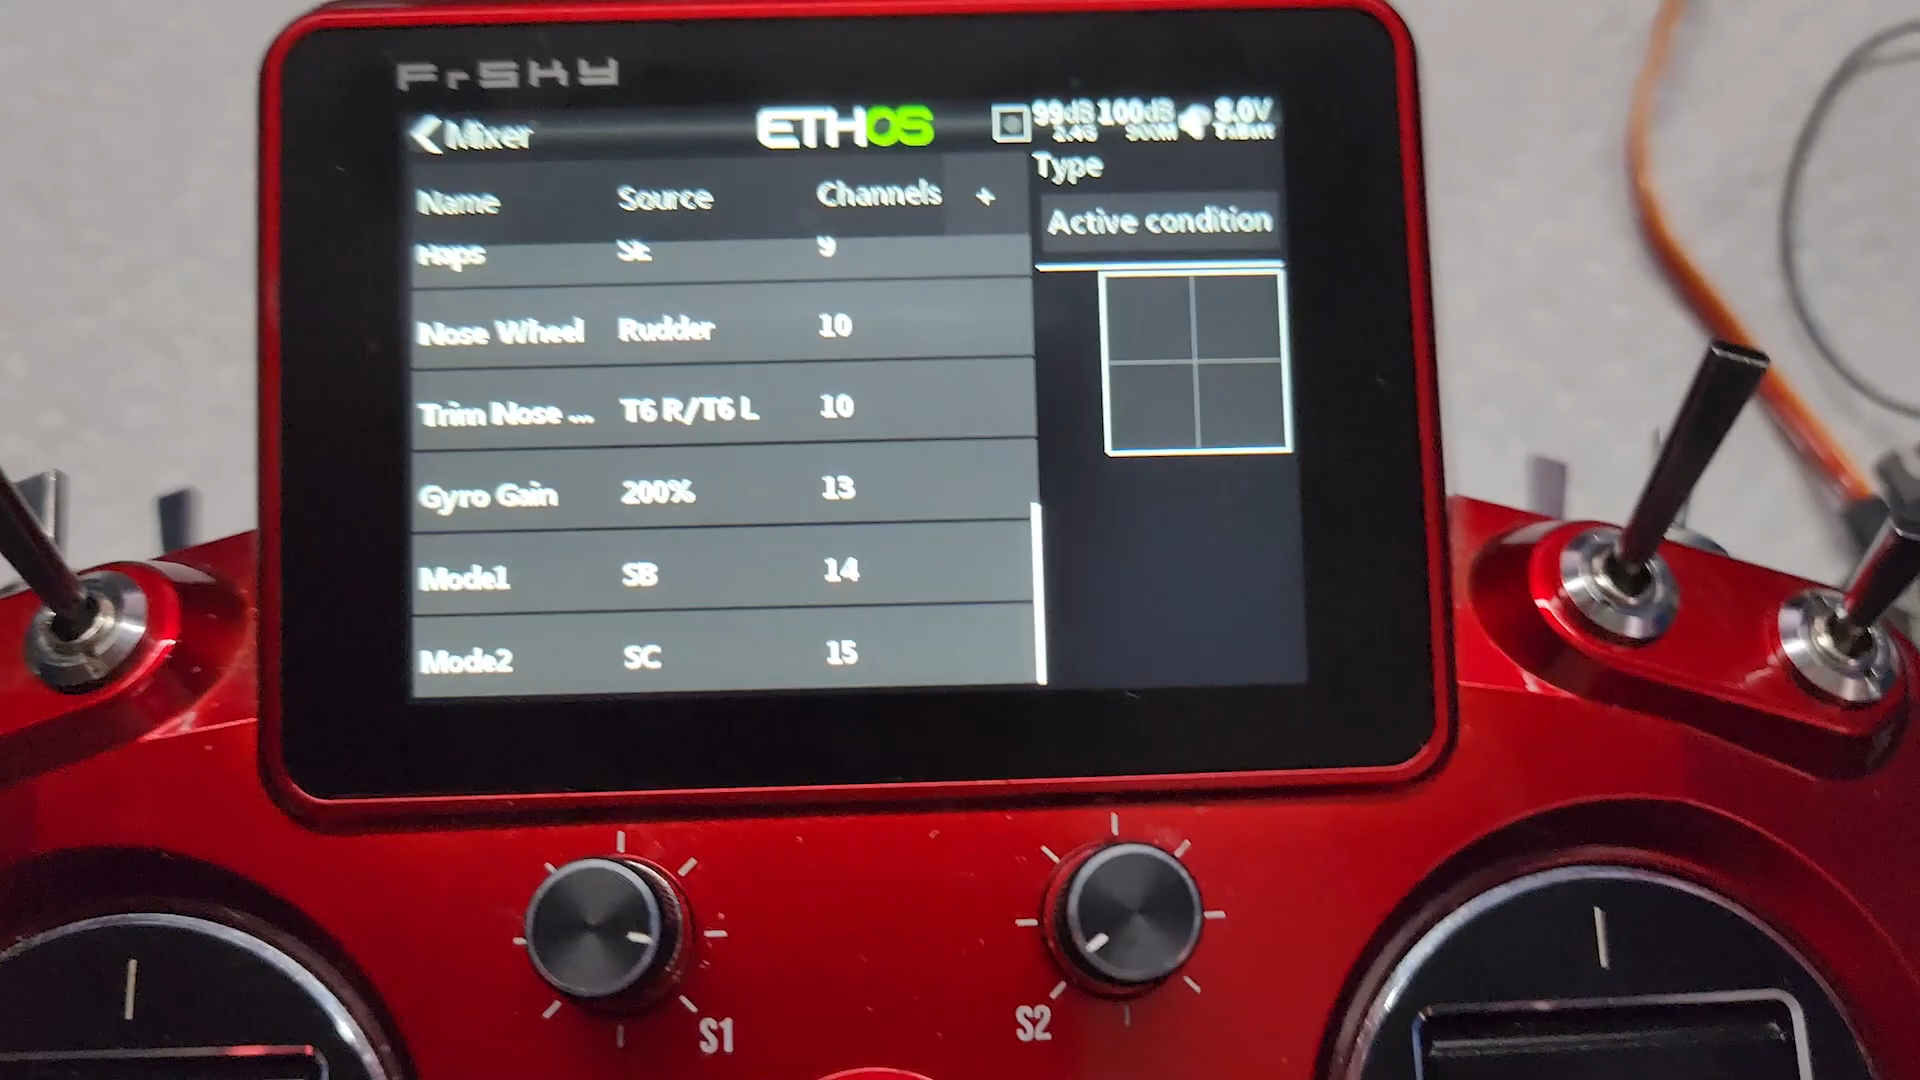 FrSKY
Mixer ETHOS 99dB 100dB 8.0V
2.4G 900M TxBatt
Name Source Channels + Type
Active condition
Flaps SE 9
Nose Wheel Rudder 10
Trim Nose ... T6 R/T6 L 10
Gyro Gain 200% 13
Mode1 SB 14
Mode2 SC 15
S1 S2